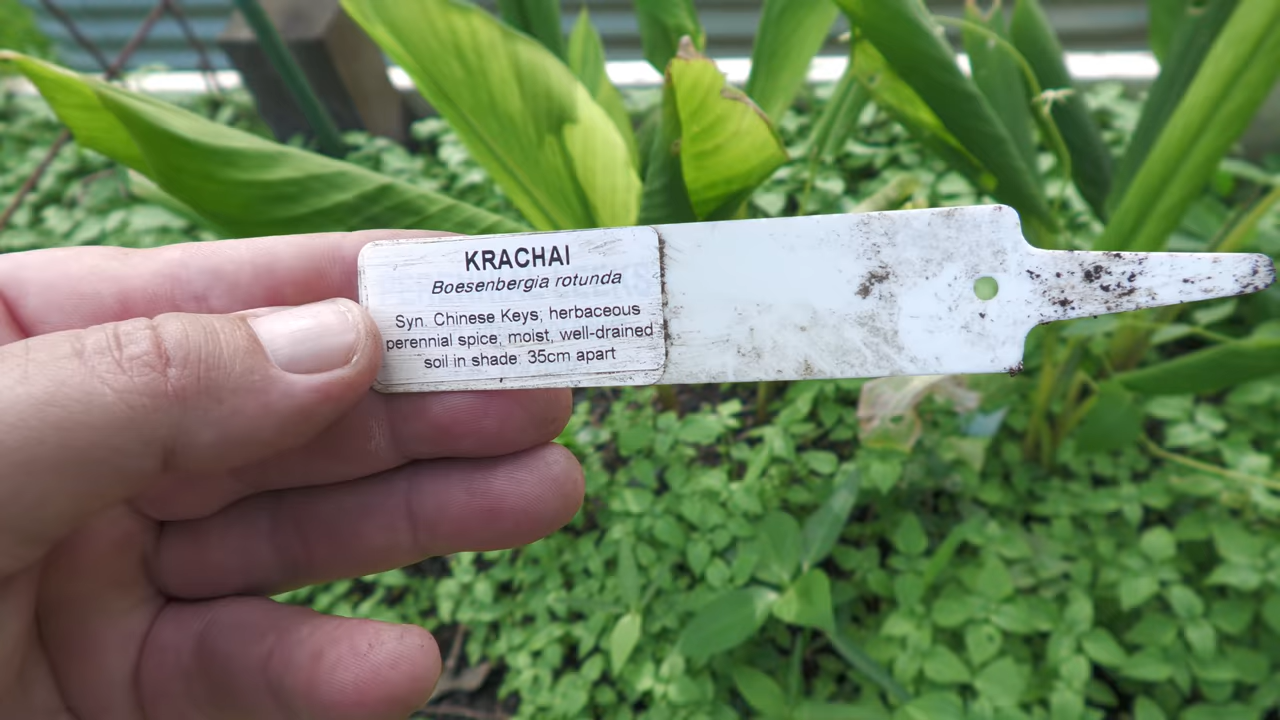 KRACHAI
Boesenbergia rotunda
Syn. Chinese Keys; herbaceous
perennial spice; moist, well-drained
soil in shade: 35cm apart